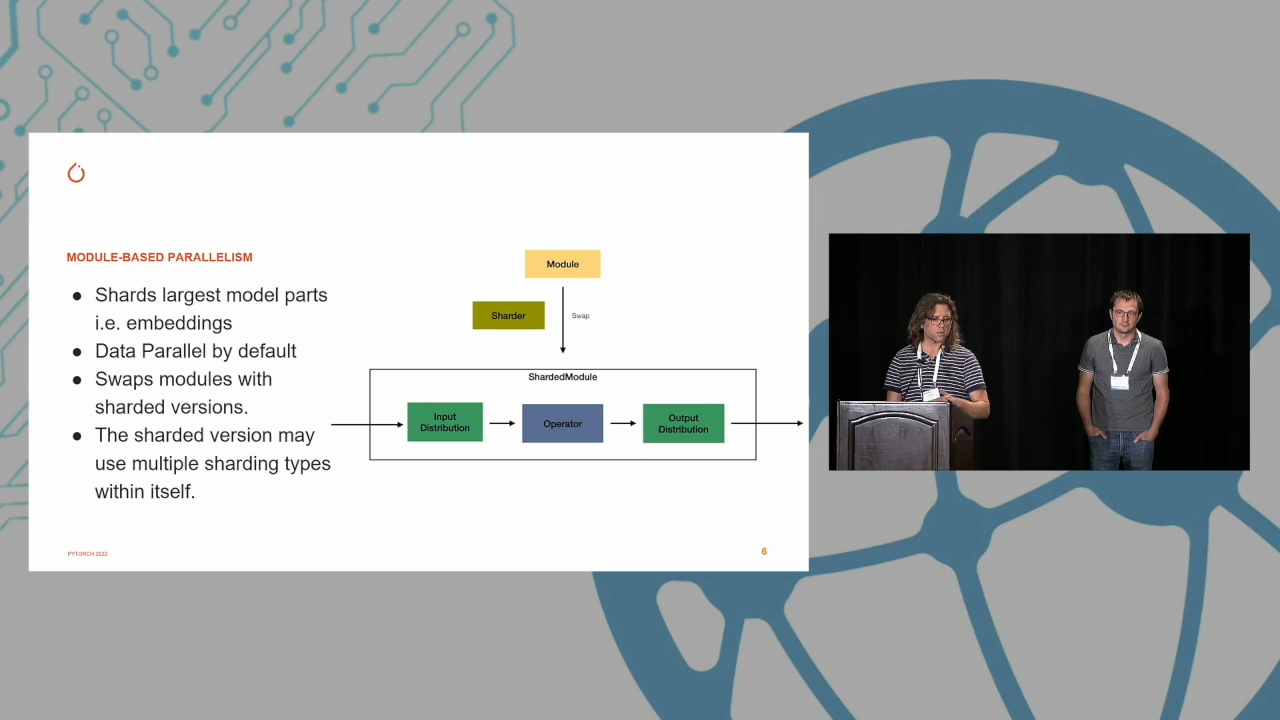 MODULE-BASED PARALLELISM
● Shards largest model parts
i.e. embeddings
● Data Parallel by default
● Swaps modules with
sharded versions.
● The sharded version may
use multiple sharding types
within itself.
Module
Sharder
Swap
ShardedModule
Input
Distribution
Operator
Output
Distribution
PYTORCH 2022
6